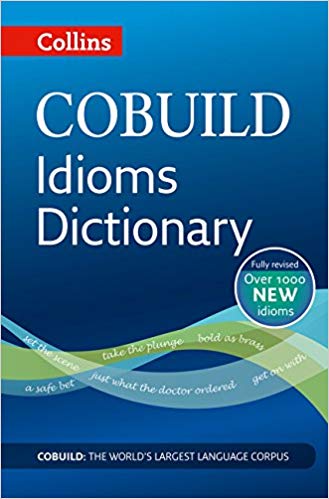 Collins
COBUILD
Idioms
Dictionary
Fully revised
Over 1000
NEW
idioms
set the scene
take the plunge
bold as brass
a safe bet
just what the doctor ordered
get on with
COBUILD: THE WORLD'S LARGEST LANGUAGE CORPUS